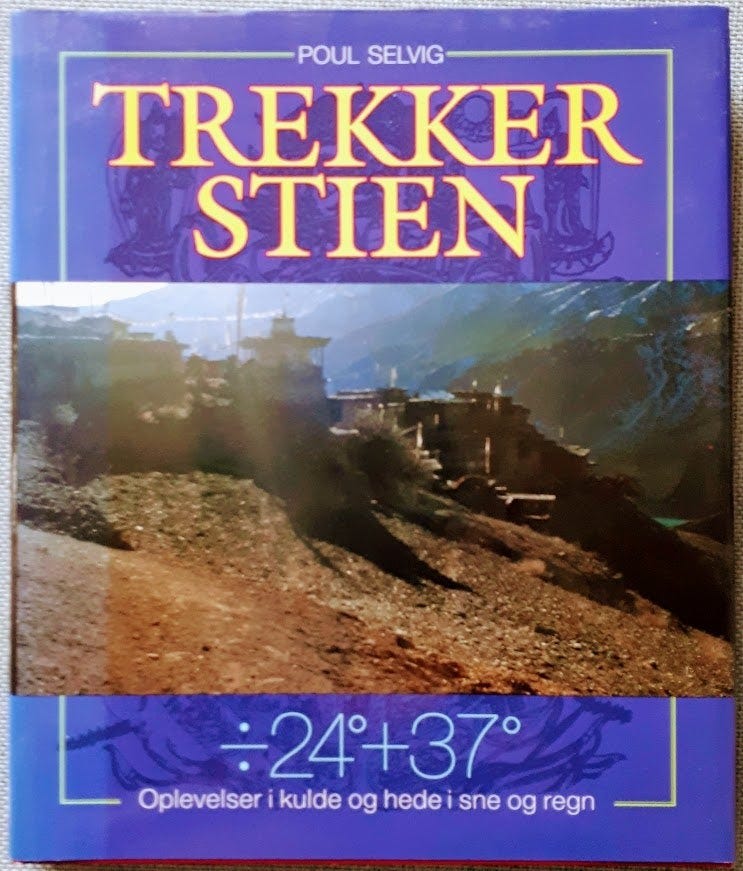 POUL SELVIG
TREKKER
STIEN
÷24°+37°
Oplevelser i kulde og hede i sne og regn